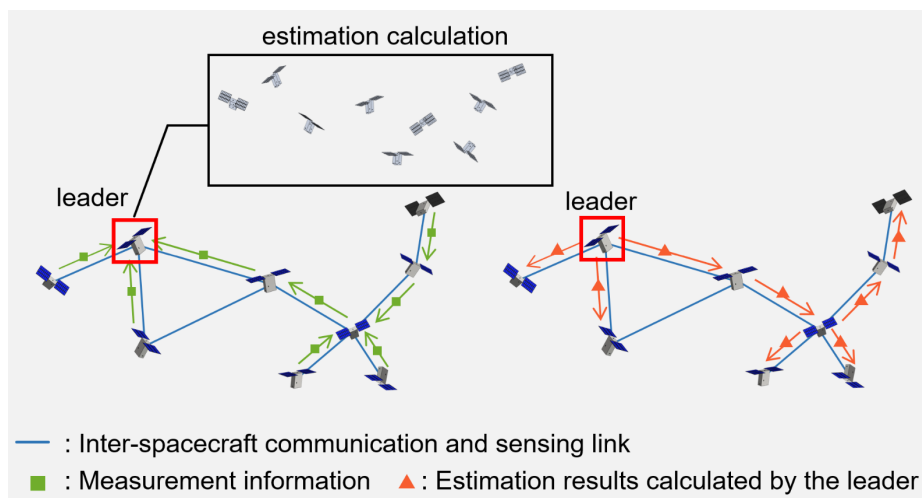 estimation calculation
leader
leader
: Inter-spacecraft communication and sensing link
: Measurement information
: Estimation results calculated by the leader